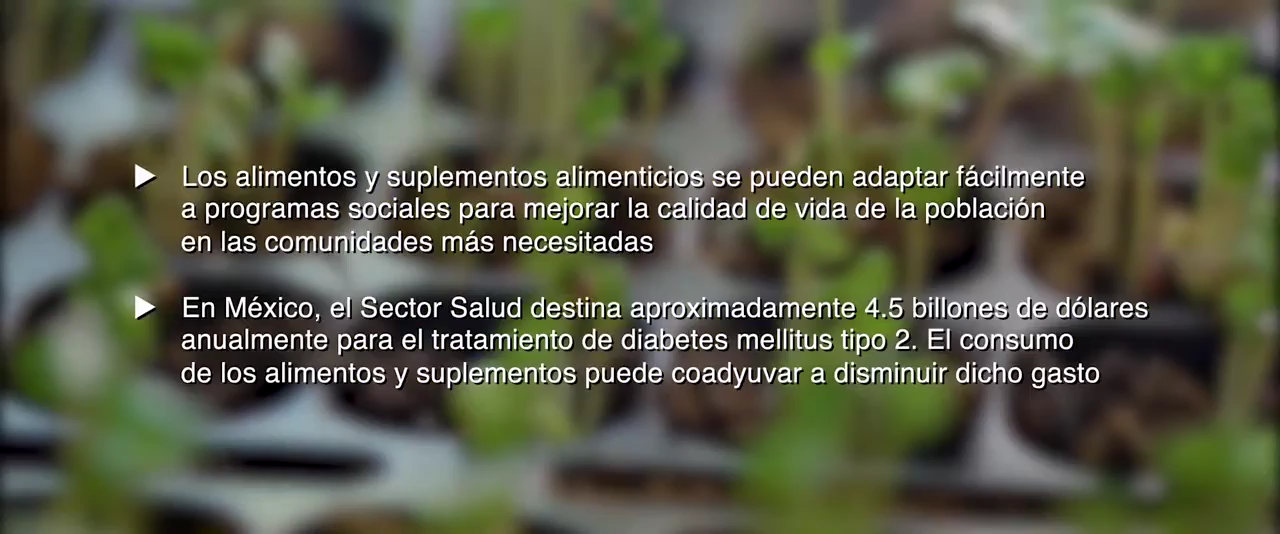 ► Los alimentos y suplementos alimenticios se pueden adaptar fácilmente
a programas sociales para mejorar la calidad de vida de la población
en las comunidades más necesitadas
► En México, el Sector Salud destina aproximadamente 4.5 billones de dólares
anualmente para el tratamiento de diabetes mellitus tipo 2. El consumo
de los alimentos y suplementos puede coadyuvar a disminuir dicho gasto